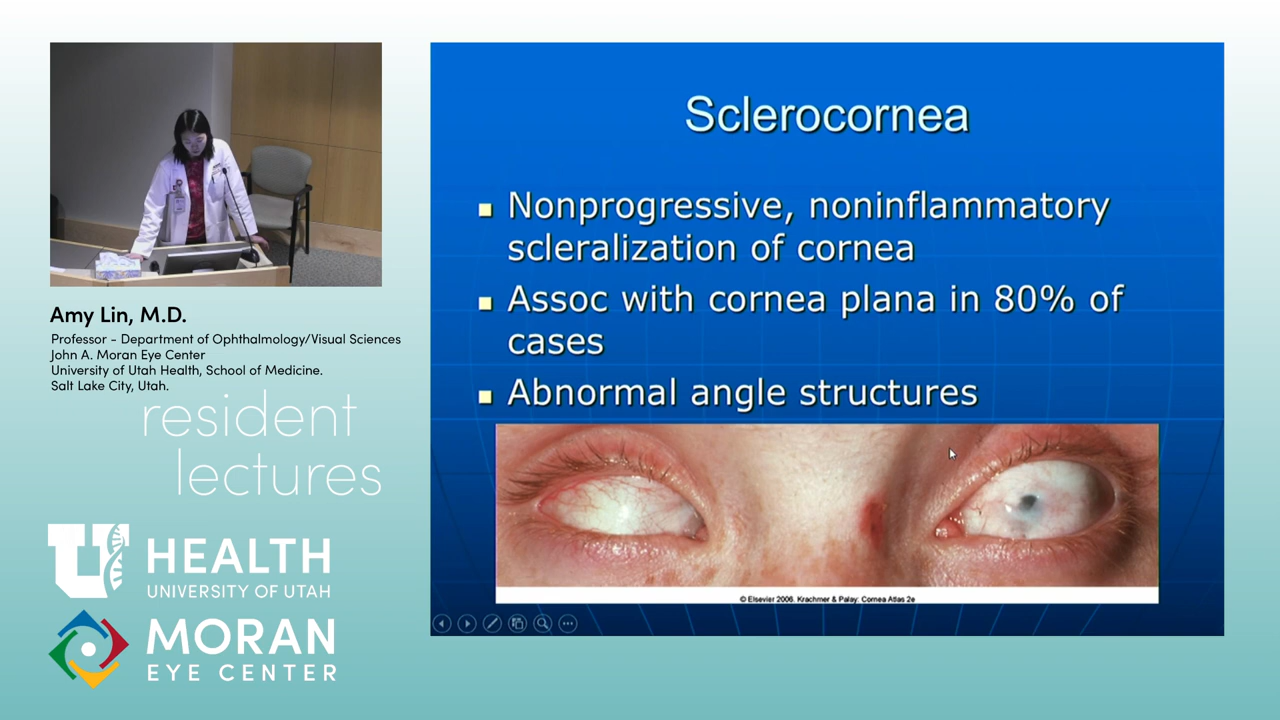 Amy Lin, M.D.
Professor - Department of Ophthalmology/Visual Sciences
John A. Moran Eye Center
University of Utah Health, School of Medicine.
Salt Lake City, Utah.
resident
lectures
U HEALTH
UNIVERSITY OF UTAH
MORAN
EYE CENTER
Sclerocornea
Nonprogressive, noninflammatory
scleralization of cornea
Assoc with cornea plana in 80% of
cases
Abnormal angle structures
© Elsevier 2006. Krachmer & Palay: Cornea Atlas 2e